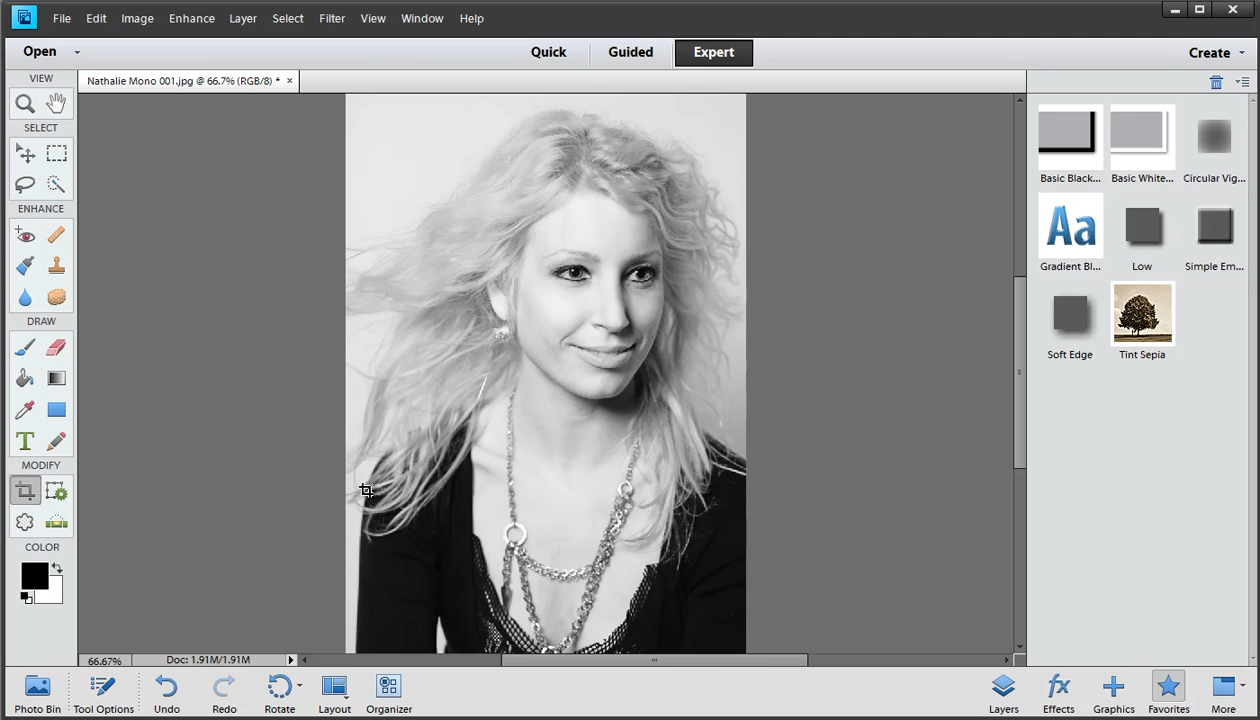 File Edit Image Enhance Layer Select Filter View Window Help
Open Quick Guided Expert Create
VIEW
Nathalie Mono 001.jpg @ 66.7% (RGB/8) * ×
SELECT
ENHANCE
DRAW
T
MODIFY
COLOR
Basic Black... Basic White... Circular Vig...
Aa
Gradient Bl... Low Simple Em...
Soft Edge Tint Sepia
66.67% Doc: 1.91M/1.91M
fx
Photo Bin Tool Options Undo Redo Rotate Layout Organizer Layers Effects Graphics Favorites More